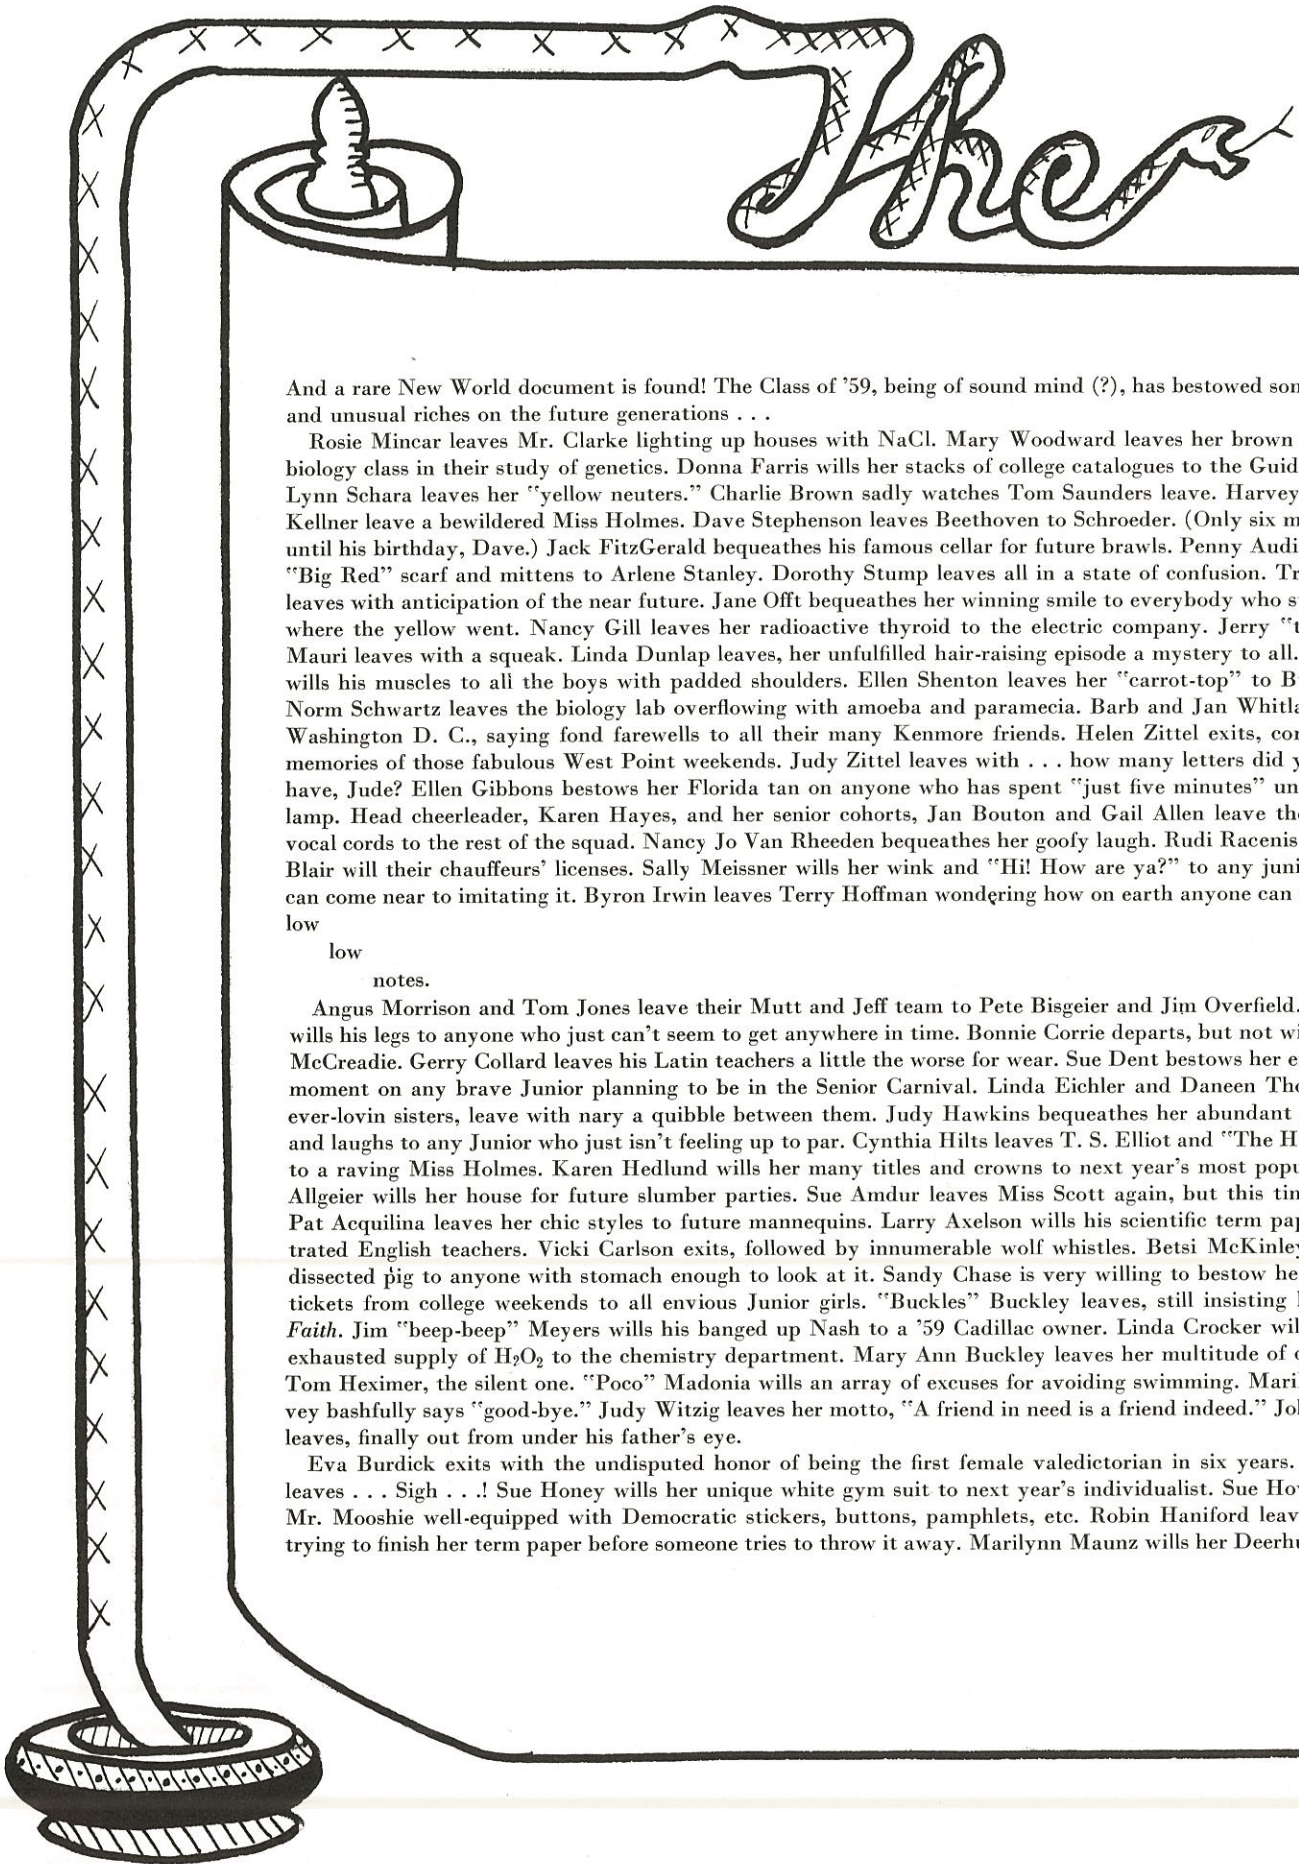 The
And a rare New World document is found! The Class of '59, being of sound mind (?), has bestowed
and unusual riches on the future generations . . .
Rosie Mincar leaves Mr. Clarke lighting up houses with NaCl. Mary Woodward leaves her brown
biology class in their study of genetics. Donna Farris wills her stacks of college catalogues to the
Lynn Schara leaves her "yellow neuters." Charlie Brown sadly watches Tom Saunders leave. Harvey
Kellner leave a bewildered Miss Holmes. Dave Stephenson leaves Beethoven to Schroeder. (Only six
until his birthday, Dave.) Jack FitzGerald bequeathes his famous cellar for future brawls. Penny
"Big Red" scarf and mittens to Arlene Stanley. Dorothy Stump leaves all in a state of confusion.
leaves with anticipation of the near future. Jane Offt bequeathes her winning smile to everybody who
where the yellow went. Nancy Gill leaves her radioactive thyroid to the electric company. Jerry
Mauri leaves with a squeak. Linda Dunlap leaves, her unfulfilled hair-raising episode a mystery to all.
wills his muscles to all the boys with padded shoulders. Ellen Shenton leaves her "carrot-top" to
Norm Schwartz leaves the biology lab overflowing with amoeba and paramecia. Barb and Jan
Washington D. C., saying fond farewells to all their many Kenmore friends. Helen Zittel exits,
memories of those fabulous West Point weekends. Judy Zittel leaves with . . . how many letters did
have, Jude? Ellen Gibbons bestows her Florida tan on anyone who has spent "just five minutes"
lamp. Head cheerleader, Karen Hayes, and her senior cohorts, Jan Bouton and Gail Allen leave
vocal cords to the rest of the squad. Nancy Jo Van Rheeden bequeathes her goofy laugh. Rudi Racenis
Blair will their chauffeurs' licenses. Sally Meissner wills her wink and "Hi! How are ya?" to any
can come near to imitating it. Byron Irwin leaves Terry Hoffman wondering how on earth anyone can
low
low
notes.
Angus Morrison and Tom Jones leave their Mutt and Jeff team to Pete Bisgeier and Jim Overfield.
wills his legs to anyone who just can't seem to get anywhere in time. Bonnie Corrie departs, but not
McCreadie. Gerry Collard leaves his Latin teachers a little the worse for wear. Sue Dent bestows her
moment on any brave Junior planning to be in the Senior Carnival. Linda Eichler and Daneen
ever-lovin sisters, leave with nary a quibble between them. Judy Hawkins bequeathes her abundant
and laughs to any Junior who just isn't feeling up to par. Cynthia Hilts leaves T. S. Elliot and "The
to a raving Miss Holmes. Karen Hedlund wills her many titles and crowns to next year's most
Allgeier wills her house for future slumber parties. Sue Amdur leaves Miss Scott again, but this
Pat Acquilina leaves her chic styles to future mannequins. Larry Axelson wills his scientific term
trated English teachers. Vicki Carlson exits, followed by innumerable wolf whistles. Betsi McKinley
dissected pig to anyone with stomach enough to look at it. Sandy Chase is very willing to bestow
tickets from college weekends to all envious Junior girls. "Buckles" Buckley leaves, still insisting
Faith. Jim "beep-beep" Meyers wills his banged up Nash to a '59 Cadillac owner. Linda Crocker
exhausted supply of H₂O₂ to the chemistry department. Mary Ann Buckley leaves her multitude of
Tom Heximer, the silent one. "Poco" Madonia wills an array of excuses for avoiding swimming.
vey bashfully says "good-bye." Judy Witzig leaves her motto, "A friend in need is a friend indeed."
leaves, finally out from under his father's eye.
Eva Burdick exits with the undisputed honor of being the first female valedictorian in six years.
leaves . . . Sigh . . .! Sue Honey wills her unique white gym suit to next year's individualist. Sue
Mr. Mooshie well-equipped with Democratic stickers, buttons, pamphlets, etc. Robin Haniford
trying to finish her term paper before someone tries to throw it away. Marilynn Maunz wills her